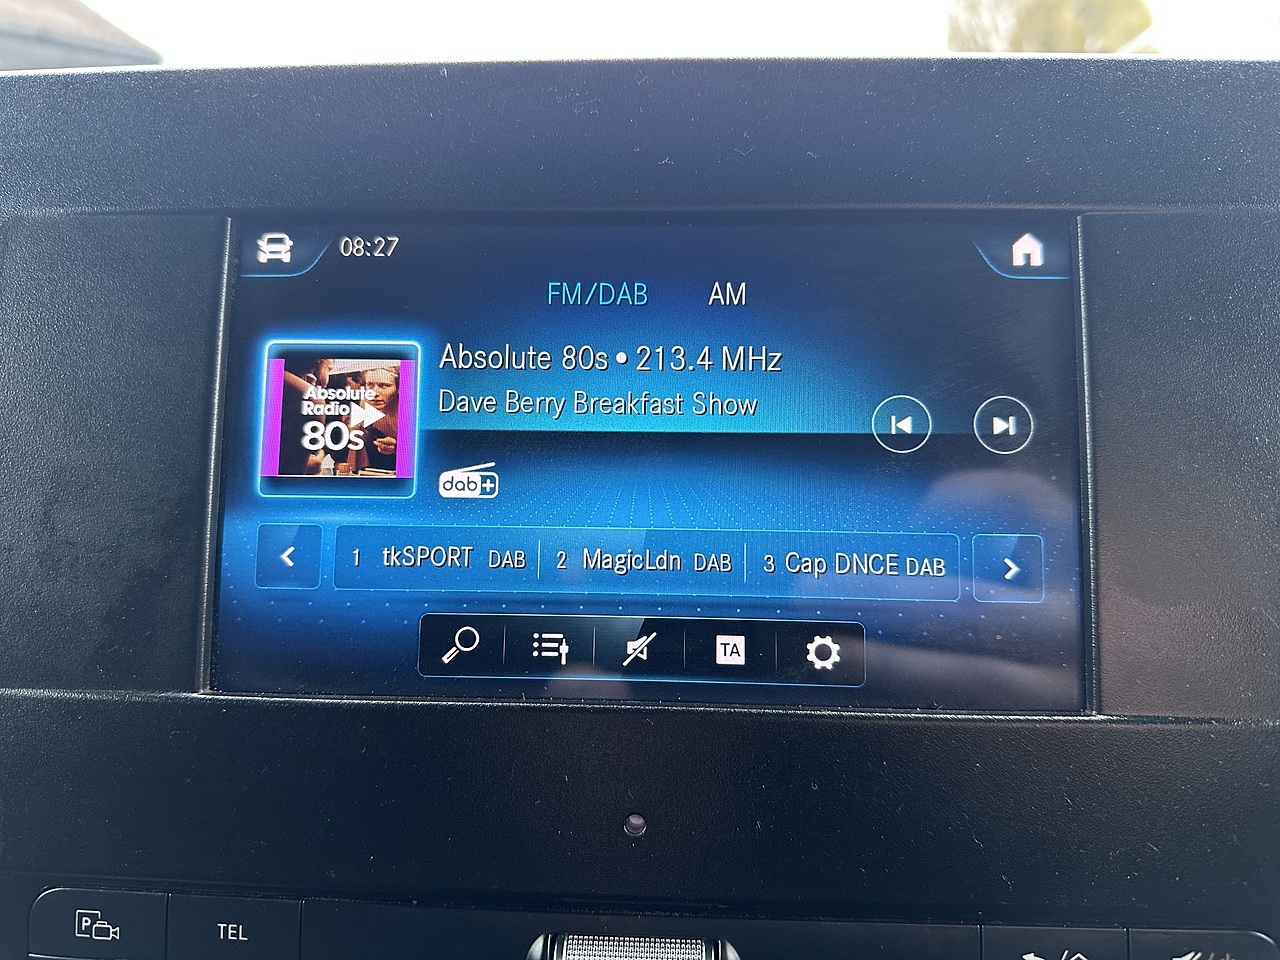 08:27
FM/DAB AM
Absolute 80s • 213.4 MHz
Dave Berry Breakfast Show
Absolute
Radio
80s
dab+
1 tkSPORT DAB 2 MagicLdn DAB 3 Cap DNCE DAB
TA
P
TEL